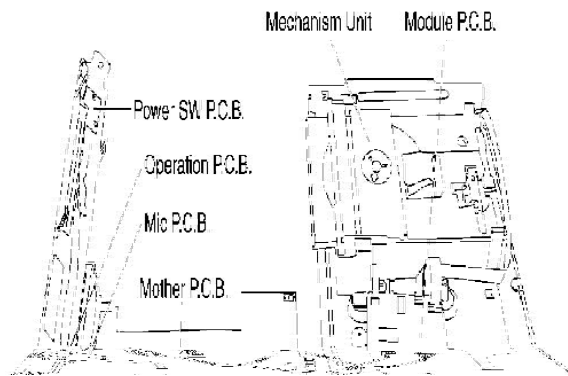 Mechanism Unit
Module P.C.B.
Power SW P.C.B.
Operation P.C.B.
Mic P.C.B.
Mother P.C.B.